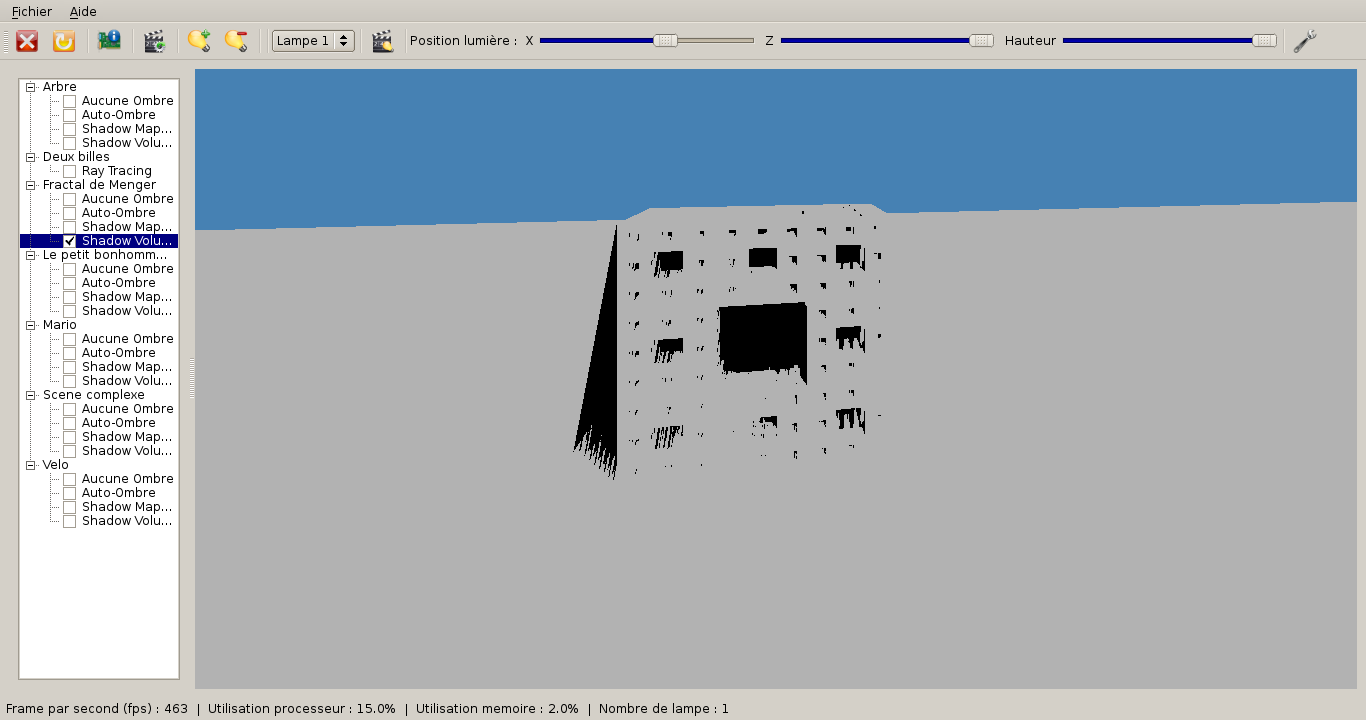 Fichier Aide
Lampe 1 Position lumière : X Z Hauteur
Arbre
Aucune Ombre
Auto-Ombre
Shadow Map...
Shadow Volu...
Deux billes
Ray Tracing
Fractal de Menger
Aucune Ombre
Auto-Ombre
Shadow Map...
Shadow Volu...
Le petit bonhomm...
Aucune Ombre
Auto-Ombre
Shadow Map...
Shadow Volu...
Mario
Aucune Ombre
Auto-Ombre
Shadow Map...
Shadow Volu...
Scene complexe
Aucune Ombre
Auto-Ombre
Shadow Map...
Shadow Volu...
Velo
Aucune Ombre
Auto-Ombre
Shadow Map...
Shadow Volu...
Frame par second (fps) : 463 | Utilisation processeur : 15.0% | Utilisation memoire : 2.0% | Nombre de lampe : 1